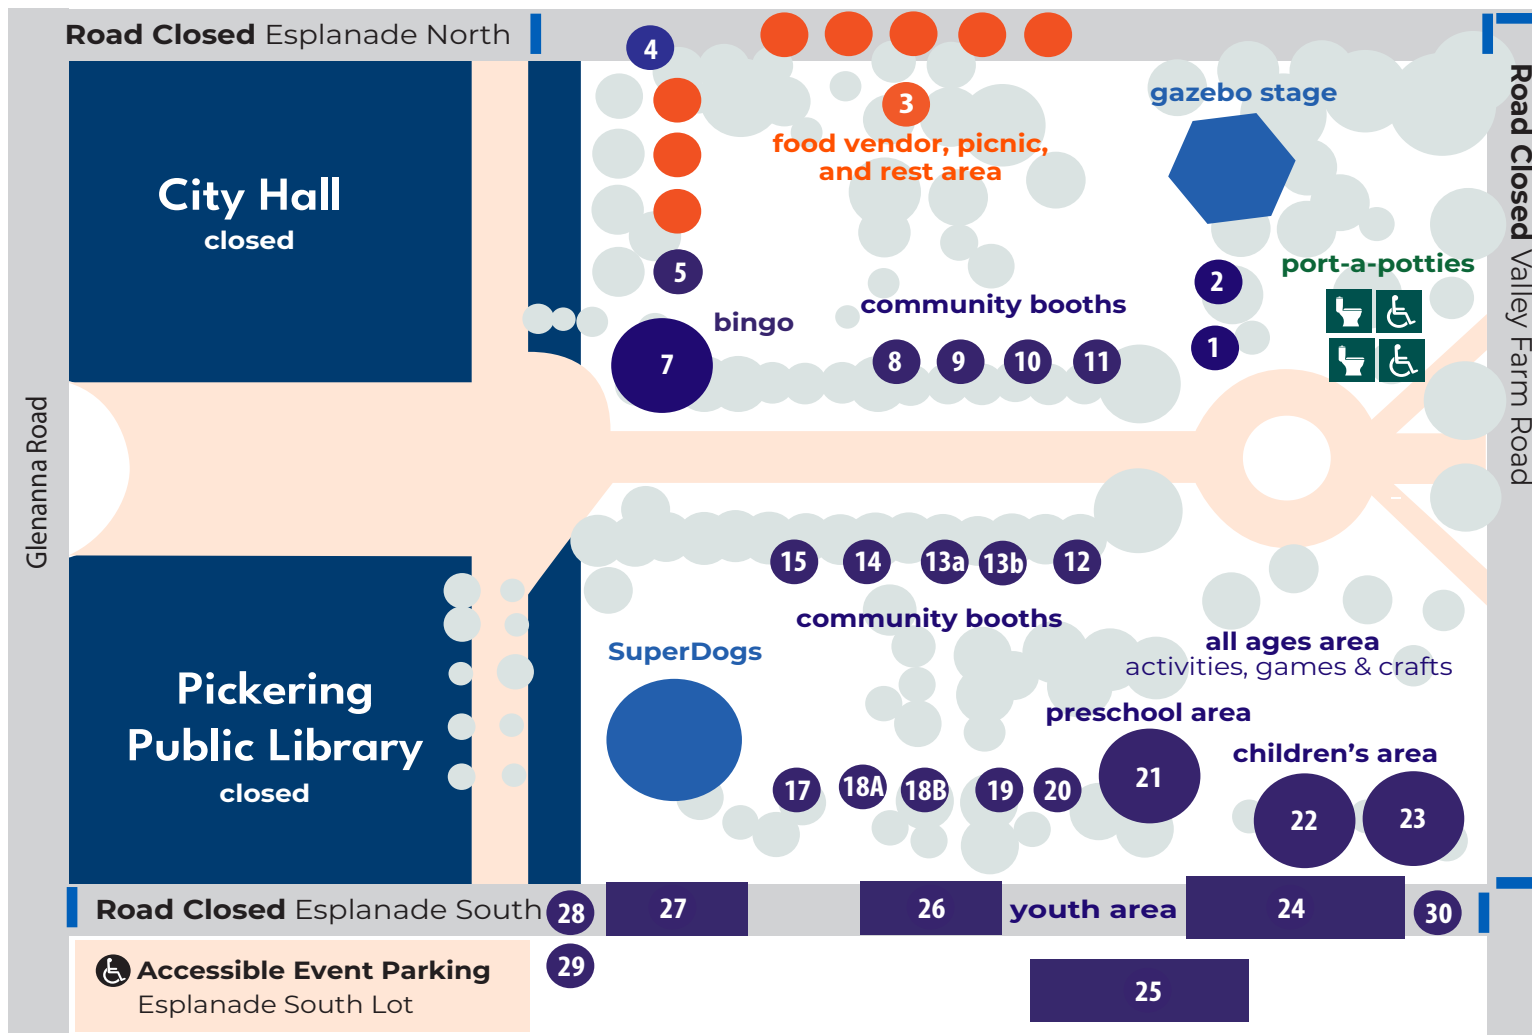 Road Closed Esplanade North
4
3
food vendor, picnic,
and rest area
gazebo stage
Road Closed Valley Farm Road
City Hall
closed
5
bingo
7
community booths
8 9 10 11
2
1
port-a-potties
Glenanna Road
15 14 13a 13b 12
community booths
SuperDogs
all ages area
activities, games & crafts
preschool area
children's area
Pickering
Public Library
closed
17 18A 18B 19 20
21
22
23
Road Closed Esplanade South
28
27
26
youth area
24
30
Accessible Event Parking
Esplanade South Lot
29
25